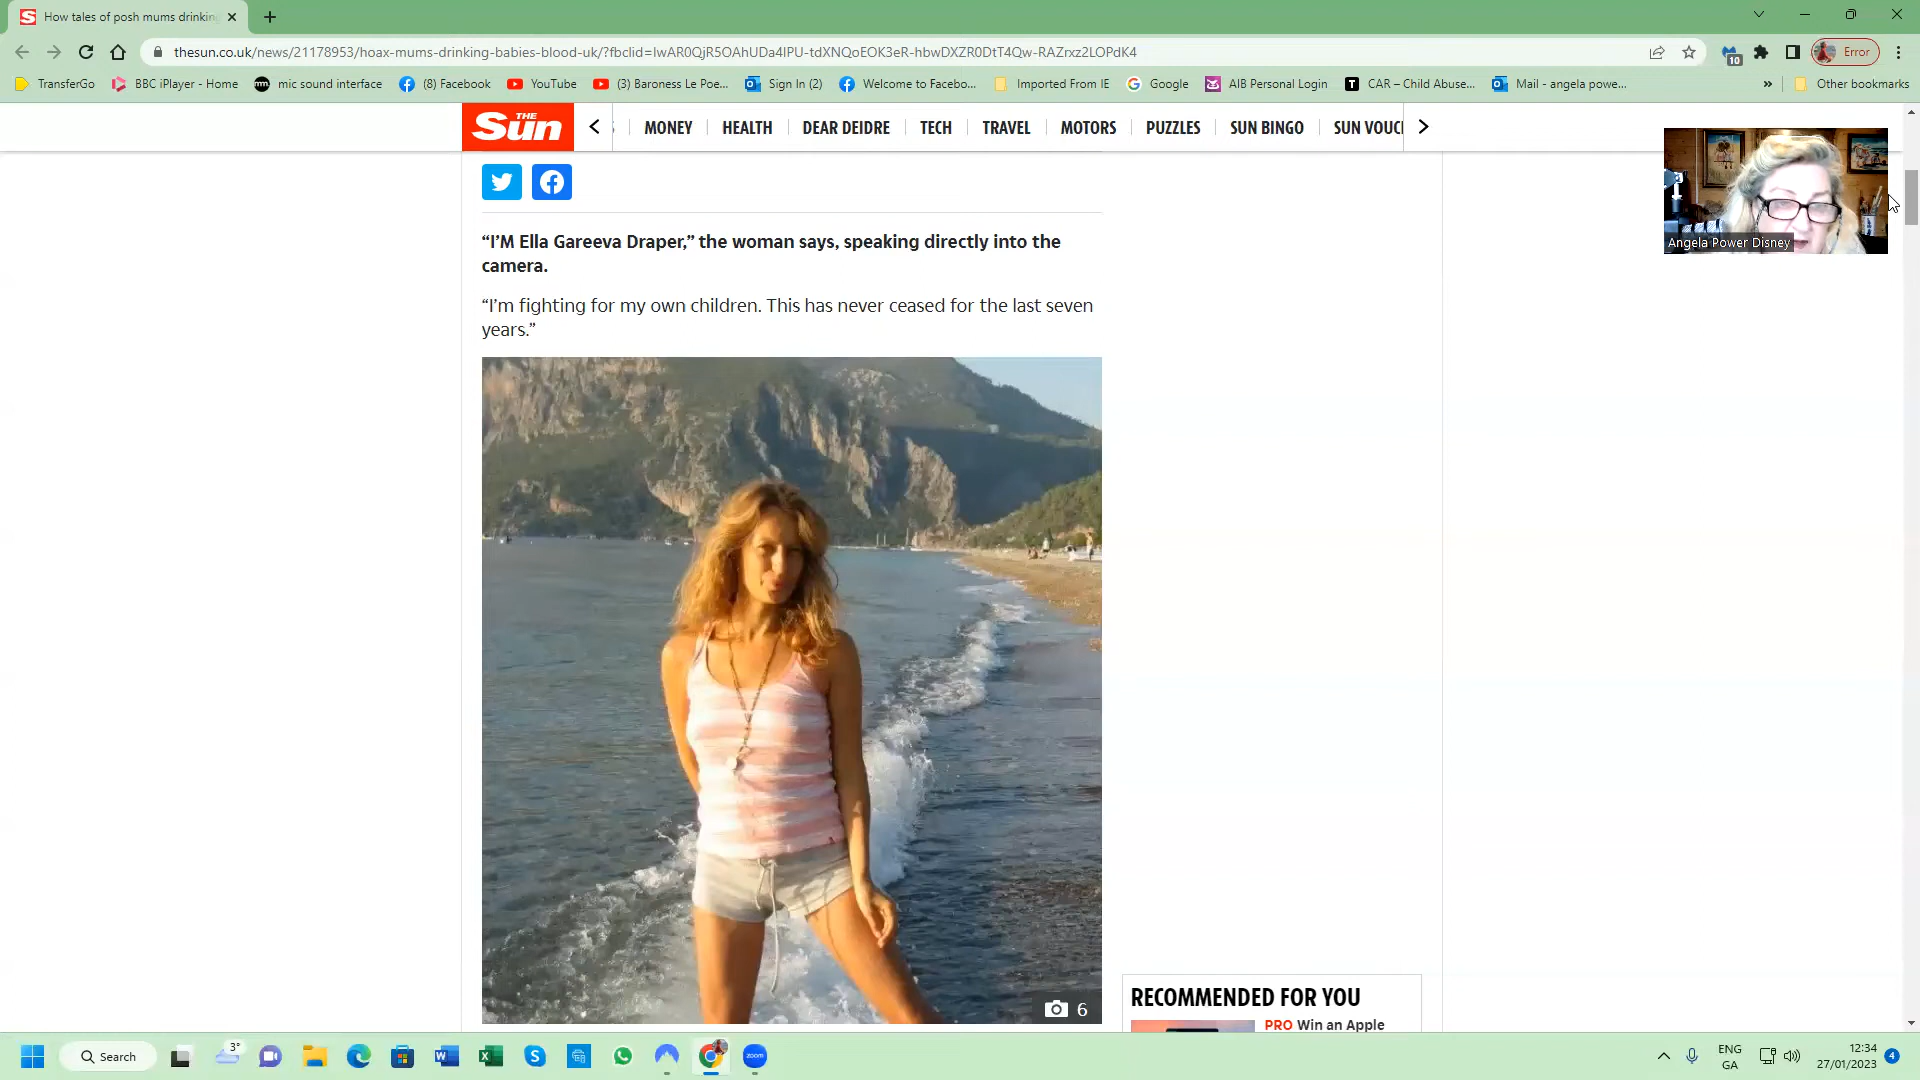 How tales of posh mums drinking
thesun.co.uk/news/21178953/hoax-mums-drinking-babies-blood-uk/?fbclid=IwAR0QjR5OAhUDa4IPU-tdXNQoEOK3eR-hbwDXZR0DtT4Qw-RAZrxz2LOPdK4
10
Error
TransferGo
BBC iPlayer - Home
mic sound interface
(8) Facebook
YouTube
(3) Baroness Le Poe...
Sign In (2)
Welcome to Facebo...
Imported From IE
Google
AIB Personal Login
CAR – Child Abuse...
Mail - angela powe...
»
Other bookmarks
THE
Sun
MONEY
HEALTH
DEAR DEIDRE
TECH
TRAVEL
MOTORS
PUZZLES
SUN BINGO
SUN VOUC
Angela Power Disney
“I’M Ella Gareeva Draper,” the woman says, speaking directly into the
camera.
“I’m fighting for my own children. This has never ceased for the last seven
years.”
6
RECOMMENDED FOR YOU
PRO Win an Apple
Search
3°
zoom
ENG
GA
12:34
27/01/2023
4